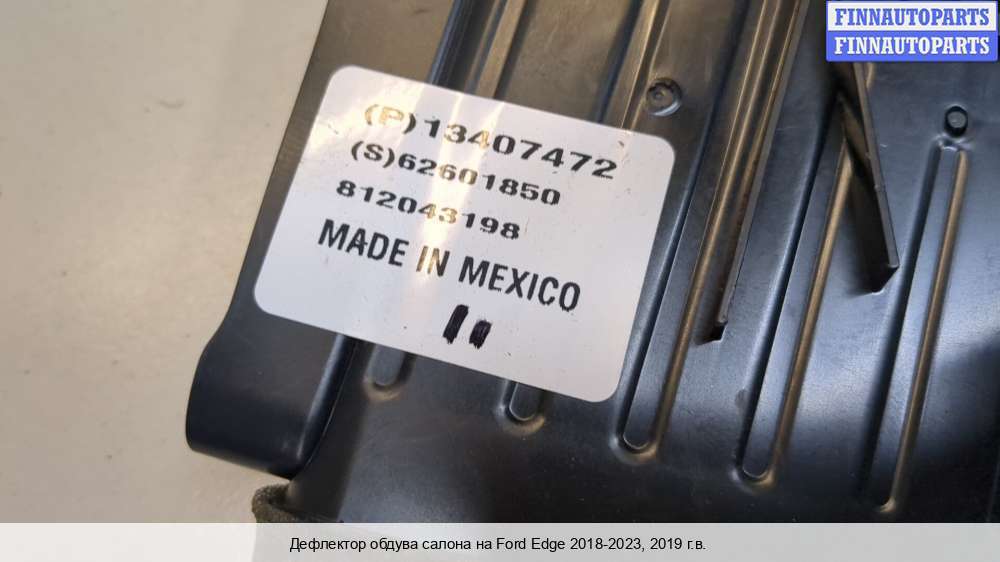 FINNAUTOPARTS
FINNAUTOPARTS
(P)13407472
(S)62601850
812043198
MADE IN MEXICO
Дефлектор обдува салона на Ford Edge 2018-2023, 2019 г.в.